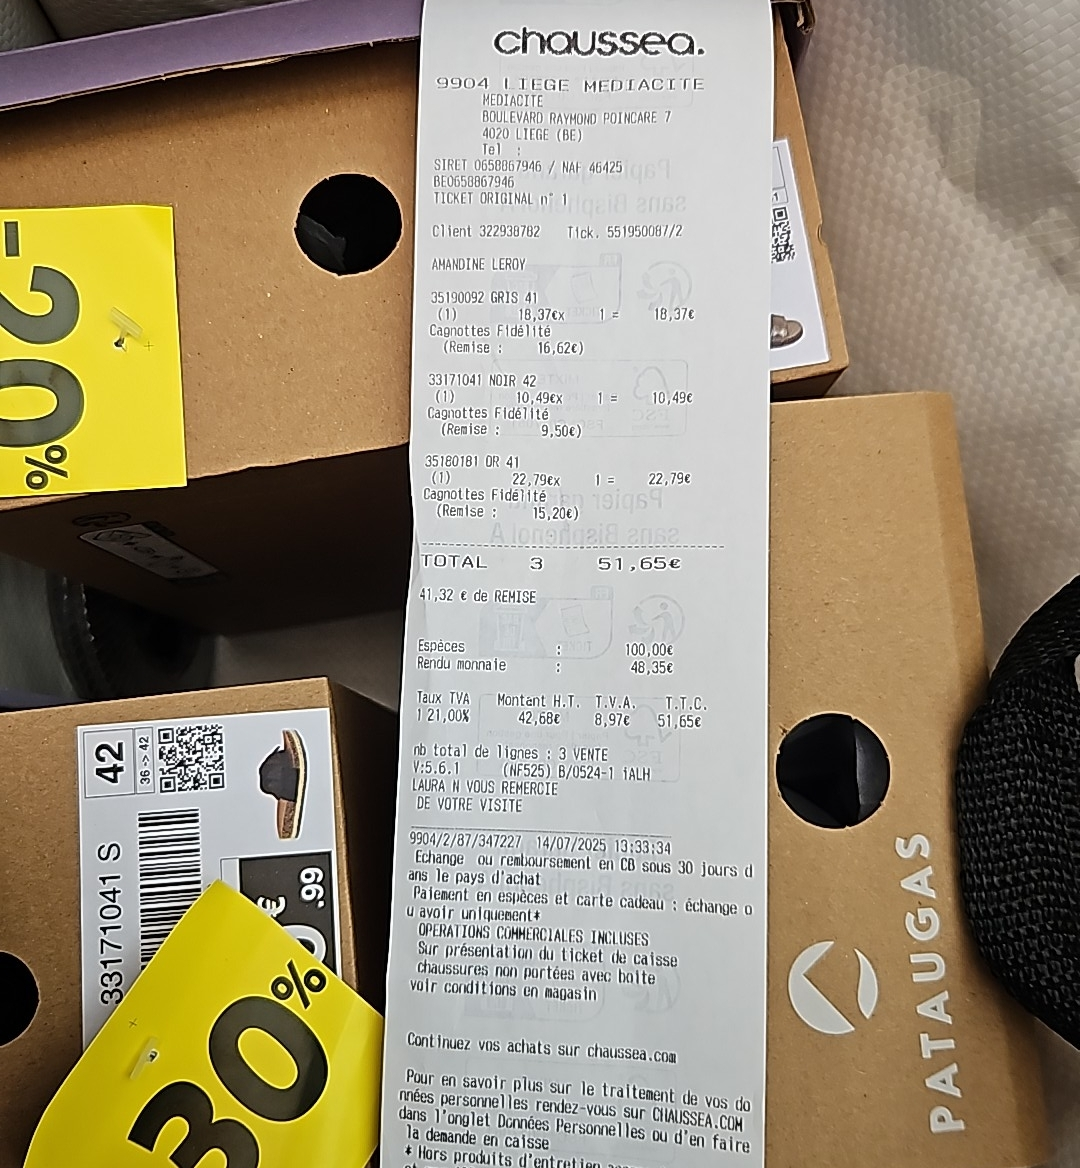 chaussea.
9904 LIEGE MEDIACITE
MEDIACITE
BOULEVARD RAYMOND POINCARE 7
4020 LIEGE (BE)
Tel :
SIRET 0658867946 / NAF 46425
BE0658867946
TICKET ORIGINAL n° 1
Client 322938782 Tick. 551950087/2
AMANDINE LEROY
35190092 GRIS 41
(1) 18,37€x 1 = 18,37€
Cagnottes Fidélité
(Remise : 16,62€)
33171041 NOIR 42
(1) 10,49€x 1 = 10,49€
Cagnottes Fidélité
(Remise : 9,50€)
35180181 OR 41
(1) 22,79€x 1 = 22,79€
Cagnottes Fidélité
(Remise : 15,20€)
TOTAL 3 51,65€
41,32 € de REMISE
Espèces : 100,00€
Rendu monnaie : 48,35€
Taux TVA Montant H.T. T.V.A. T.T.C.
1 21,00% 42,68€ 8,97€ 51,65€
nb total de lignes : 3 VENTE
V:5.6.1 (NF525) B/0524-1 iALH
LAURA N VOUS REMERCIE
DE VOTRE VISITE
9904/2/87/347227 14/07/2025 13:33:34
Echange ou remboursement en CB sous 30 jours d
ans le pays d'achat
Paiement en espèces et carte cadeau : échange o
u avoir uniquement*
OPERATIONS COMMERCIALES INCLUSES
Sur présentation du ticket de caisse
chaussures non portées avec boite
voir conditions en magasin
Continuez vos achats sur chaussea.com
Pour en savoir plus sur le traitement de vos do
nnées personnelles rendez-vous sur CHAUSSEA.COM
dans l'onglet Données Personnelles ou d'en faire
la demande en caisse
* Hors produits d'entretien
-20%
42
36 -> 42
33171041 S
€
.99
30%
PATAUGAS